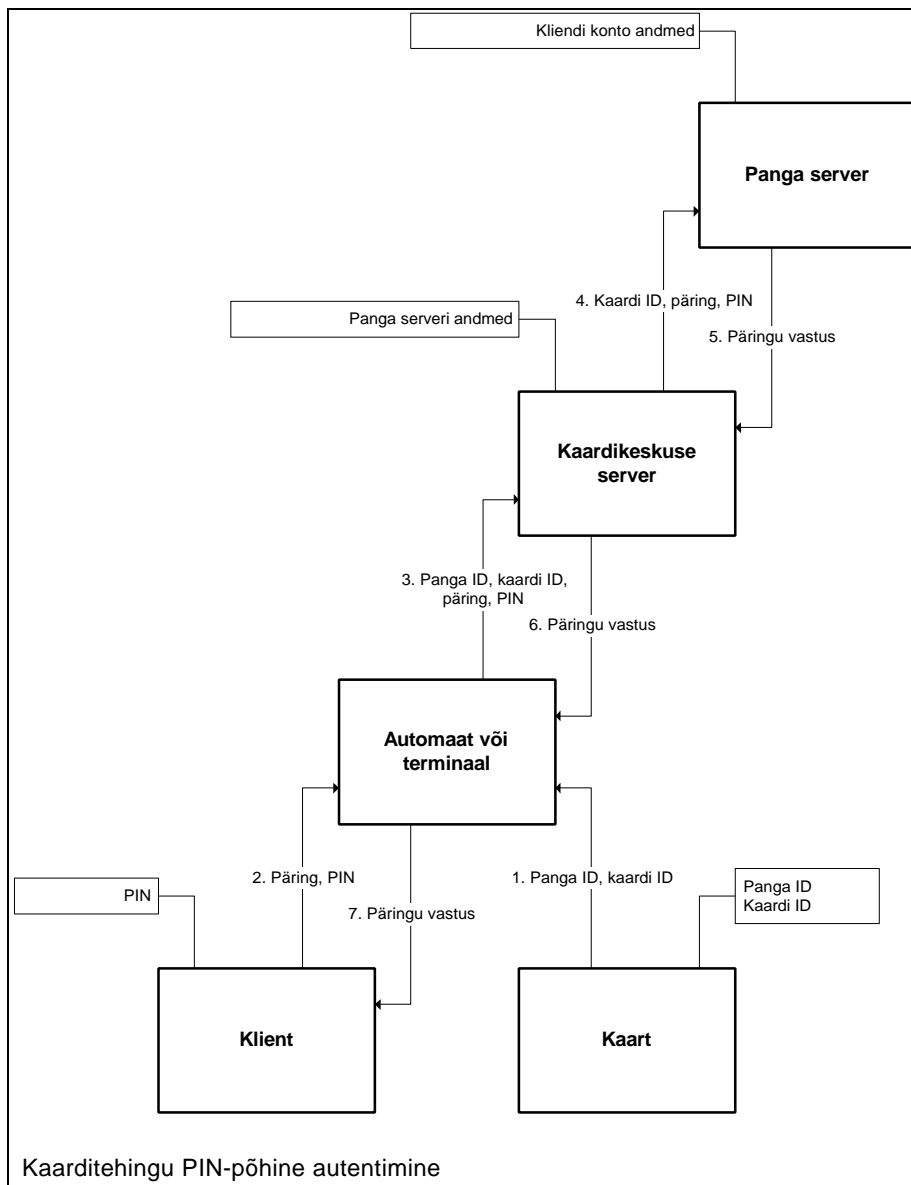 Kliendi konto andmed
Panga server
4. Kaardi ID, päring, PIN
Panga serveri andmed
5. Päringu vastus
Kaardikeskuse
server
3. Panga ID, kaardi ID,
päring, PIN
6. Päringu vastus
Automaat või
terminaal
2. Päring, PIN
1. Panga ID, kaardi ID
PIN
Panga ID
Kaardi ID
7. Päringu vastus
Klient
Kaart
Kaarditehingu PIN-põhine autentimine